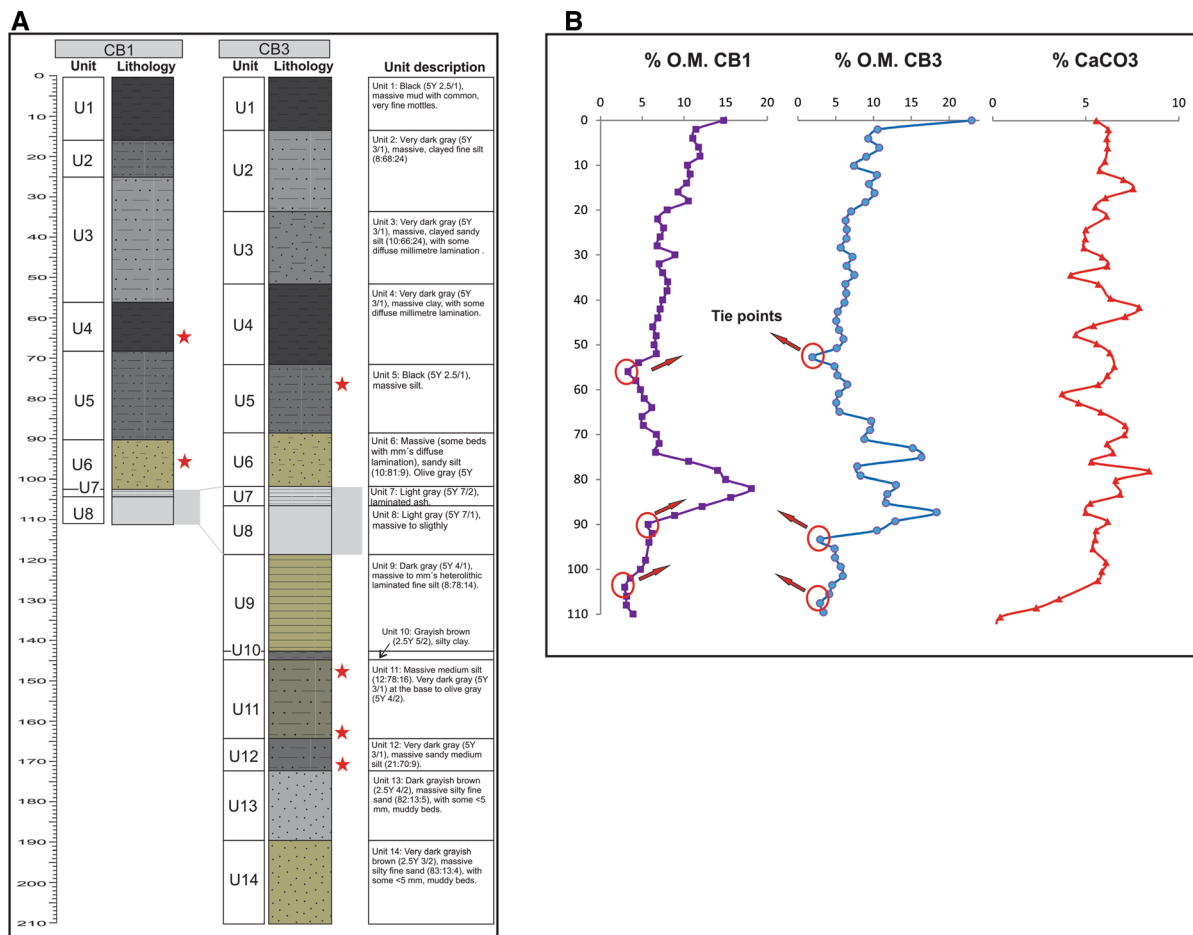 A
CB1
CB3
Unit
Lithology
Unit
Lithology
Unit description
0
10
20
30
40
50
60
70
80
90
100
110
120
130
140
150
160
170
180
190
200
210
U1
U2
U3
U4
U5
U6
U7
U8
U1
U2
U3
U4
U5
U6
U7
U8
U9
U10
U11
U12
U13
U14
Unit 1: Black (5Y 2.5/1),
massive mud with common,
very fine mottles.
Unit 2: Very dark gray (5Y
3/1), massive, clayed fine silt
(8:68:24)
Unit 3: Very dark gray (5Y
3/1), massive, clayed sandy
silt (10:66:24), with some
diffuse millimetre lamination .
Unit 4: Very dark gray (5Y
3/1), massive clay, with some
diffuse millimetre lamination.
Unit 5: Black (5Y 2.5/1),
massive silt.
Unit 6: Massive (some beds
with mm´s diffuse
lamination), sandy silt
(10:81:9). Olive gray (5Y
Unit 7: Light gray (5Y 7/2),
laminated ash.
Unit 8: Light gray (5Y 7/1),
massive to sligthly
Unit 9: Dark gray (5Y 4/1),
massive to mm´s heterolithic
laminated fine silt (8:78:14).
Unit 10: Grayish brown
(2.5Y 5/2), silty clay.
Unit 11: Massive medium silt
(12:78:16). Very dark gray (5Y
3/1) at the base to olive gray
(5Y 4/2).
Unit 12: Very dark gray (5Y
3/1), massive sandy medium
silt (21:70:9).
Unit 13: Dark grayish brown
(2.5Y 4/2), massive silty fine
sand (82:13:5), with some <5
mm, muddy beds.
Unit 14: Very dark grayish
brown (2.5Y 3/2), massive
silty fine sand (83:13:4), with
some <5 mm, muddy beds.
B
% O.M. CB1
% O.M. CB3
% CaCO3
0 5 10 15 20
0 5 10 15 20
0 5 10
0
10
20
30
40
50
60
70
80
90
100
110
Tie points